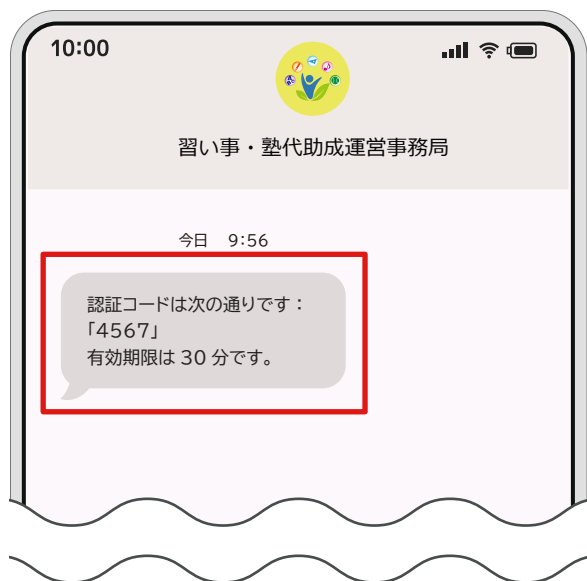 10:00
習い事・塾代助成運営事務局
今日 9:56
認証コードは次の通りです：
「4567」
有効期限は 30 分です。